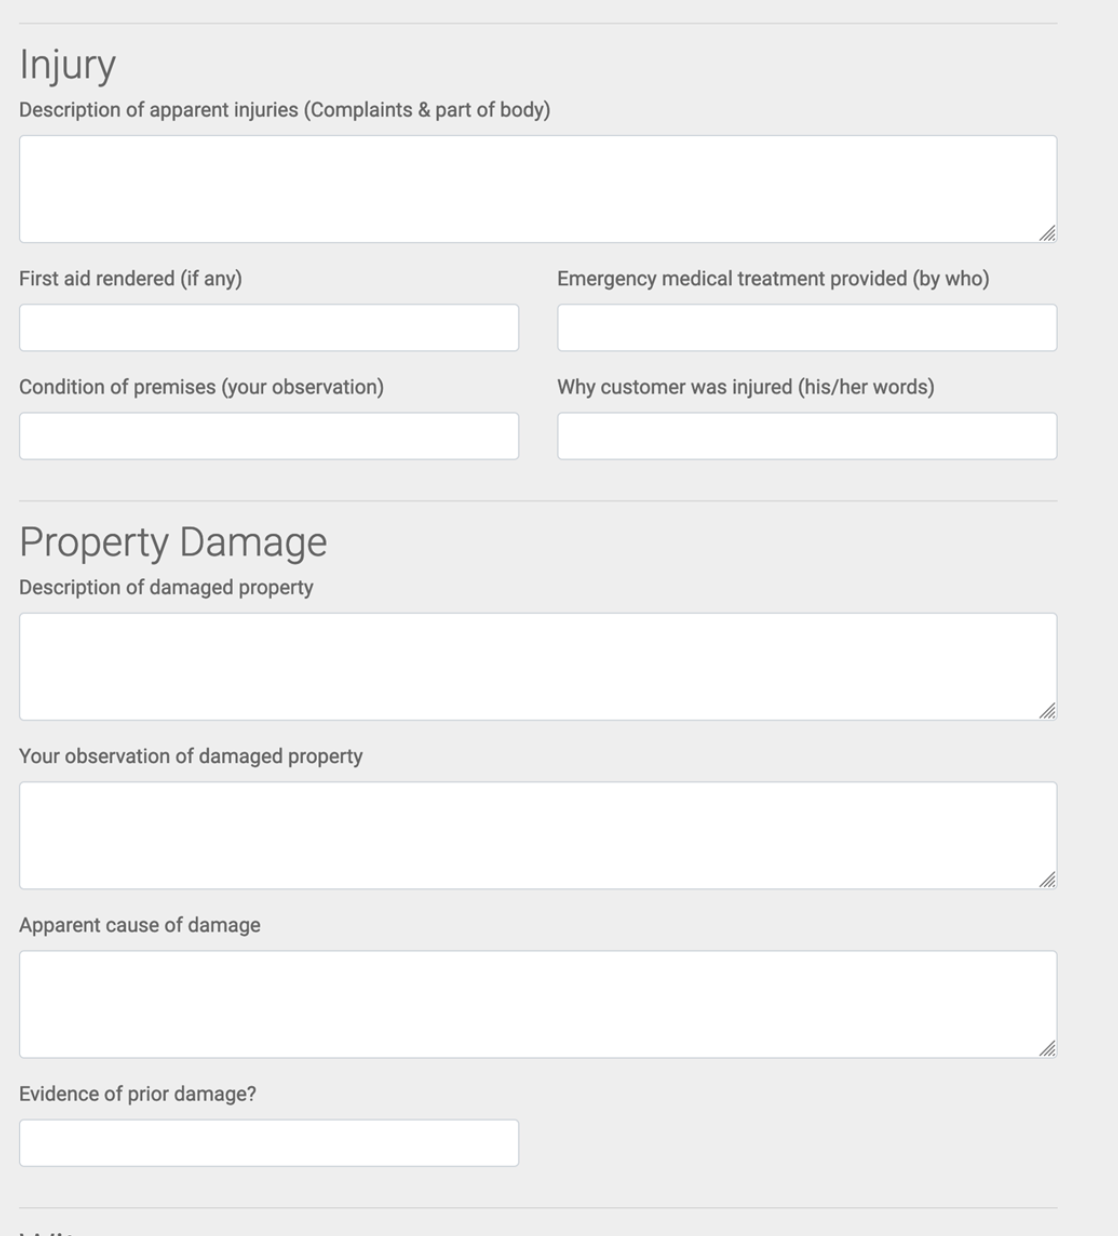 Injury
Description of apparent injuries (Complaints & part of body)
First aid rendered (if any)
Emergency medical treatment provided (by who)
Condition of premises (your observation)
Why customer was injured (his/her words)
Property Damage
Description of damaged property
Your observation of damaged property
Apparent cause of damage
Evidence of prior damage?